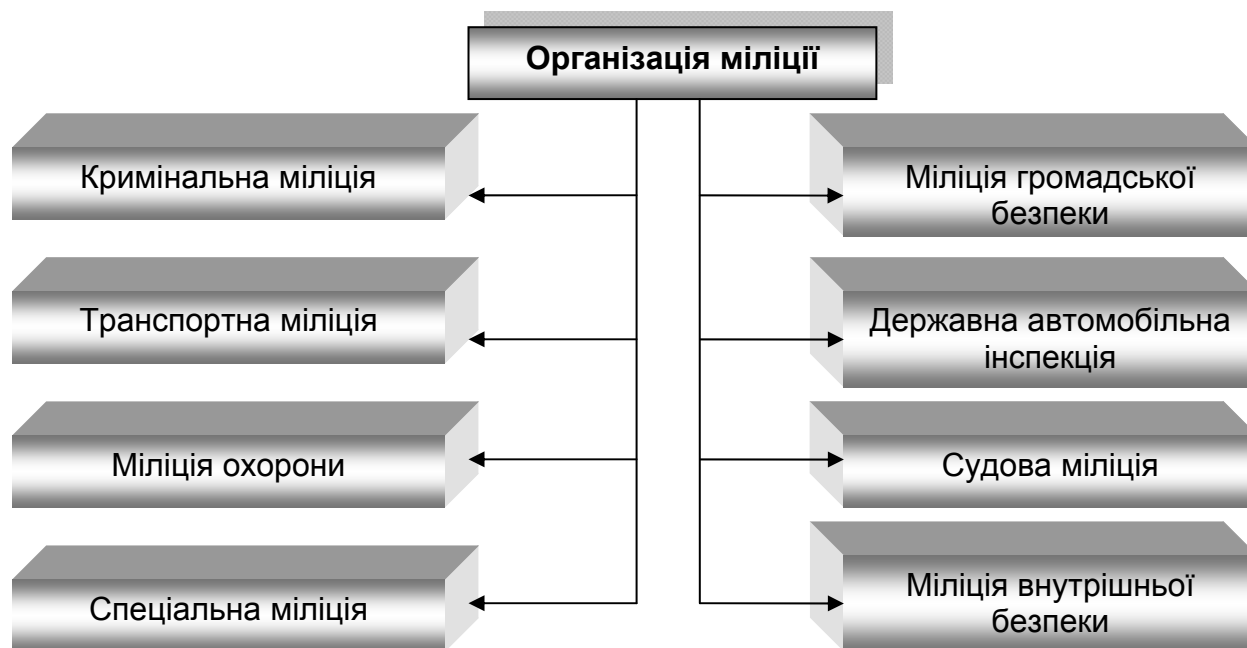 Організація міліції
Кримінальна міліція
Міліція громадської
безпеки
Транспортна міліція
Державна автомобільна
інспекція
Міліція охорони
Судова міліція
Спеціальна міліція
Міліція внутрішньої
безпеки